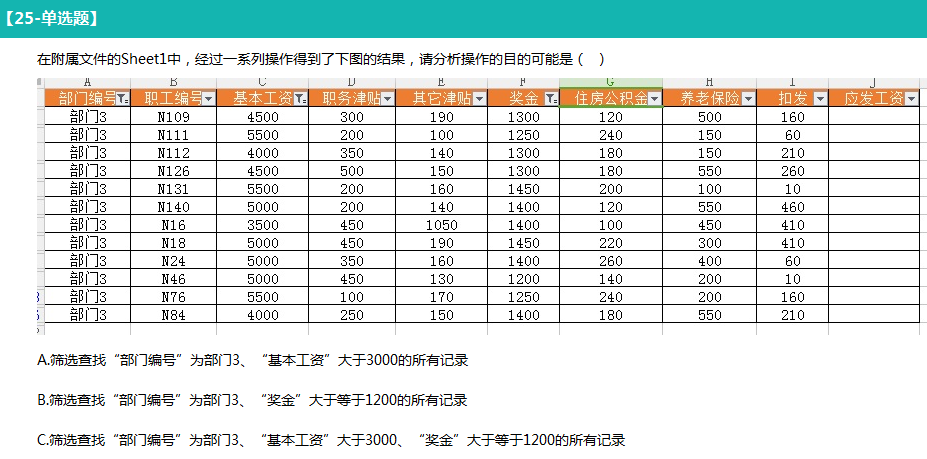 【25-单选题】
在附属文件的Sheet1中，经过一系列操作得到了下图的结果，请分析操作的目的可能是（　）
A B C D E F G H I J
部门编号 职工编号 基本工资 职务津贴 其它津贴 奖金 住房公积金 养老保险 扣发 应发工资
部门3 N109 4500 300 190 1300 120 500 160
部门3 N111 5500 200 100 1250 240 150 60
部门3 N112 4000 350 140 1300 180 150 210
部门3 N126 4500 500 150 1300 180 550 260
部门3 N131 5500 200 160 1450 200 100 10
部门3 N140 5000 200 140 1400 120 550 460
部门3 N16 3500 450 1050 1400 100 450 410
部门3 N18 5000 450 190 1450 220 300 410
部门3 N24 5000 350 160 1400 260 400 60
部门3 N46 5000 450 130 1200 140 200 10
部门3 N76 5500 100 170 1250 240 200 160
部门3 N84 4000 250 150 1400 180 550 210
A.筛选查找“部门编号”为部门3、“基本工资”大于3000的所有记录
B.筛选查找“部门编号”为部门3、“奖金”大于等于1200的所有记录
C.筛选查找“部门编号”为部门3、“基本工资”大于3000、“奖金”大于等于1200的所有记录